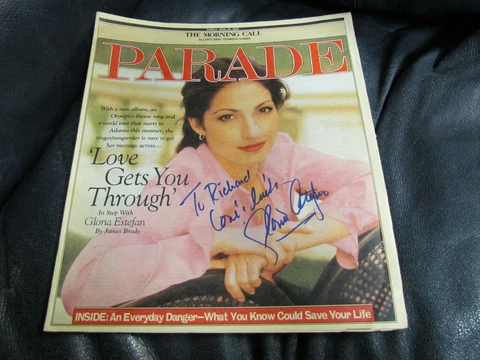 THE MORNING CALL
ALLENTOWN, PENNSYLVANIA
PARADE
With a new album, an
Olympics theme song and
a world tour that starts in
Atlanta this summer, the
singer/songwriter is sure to get
her message across—
'Love
Gets You
Through'
In Step With
Gloria Estefan
By James Brady
To Richard
Gloria
INSIDE: An Everyday Danger—What You Know Could Save Your Life